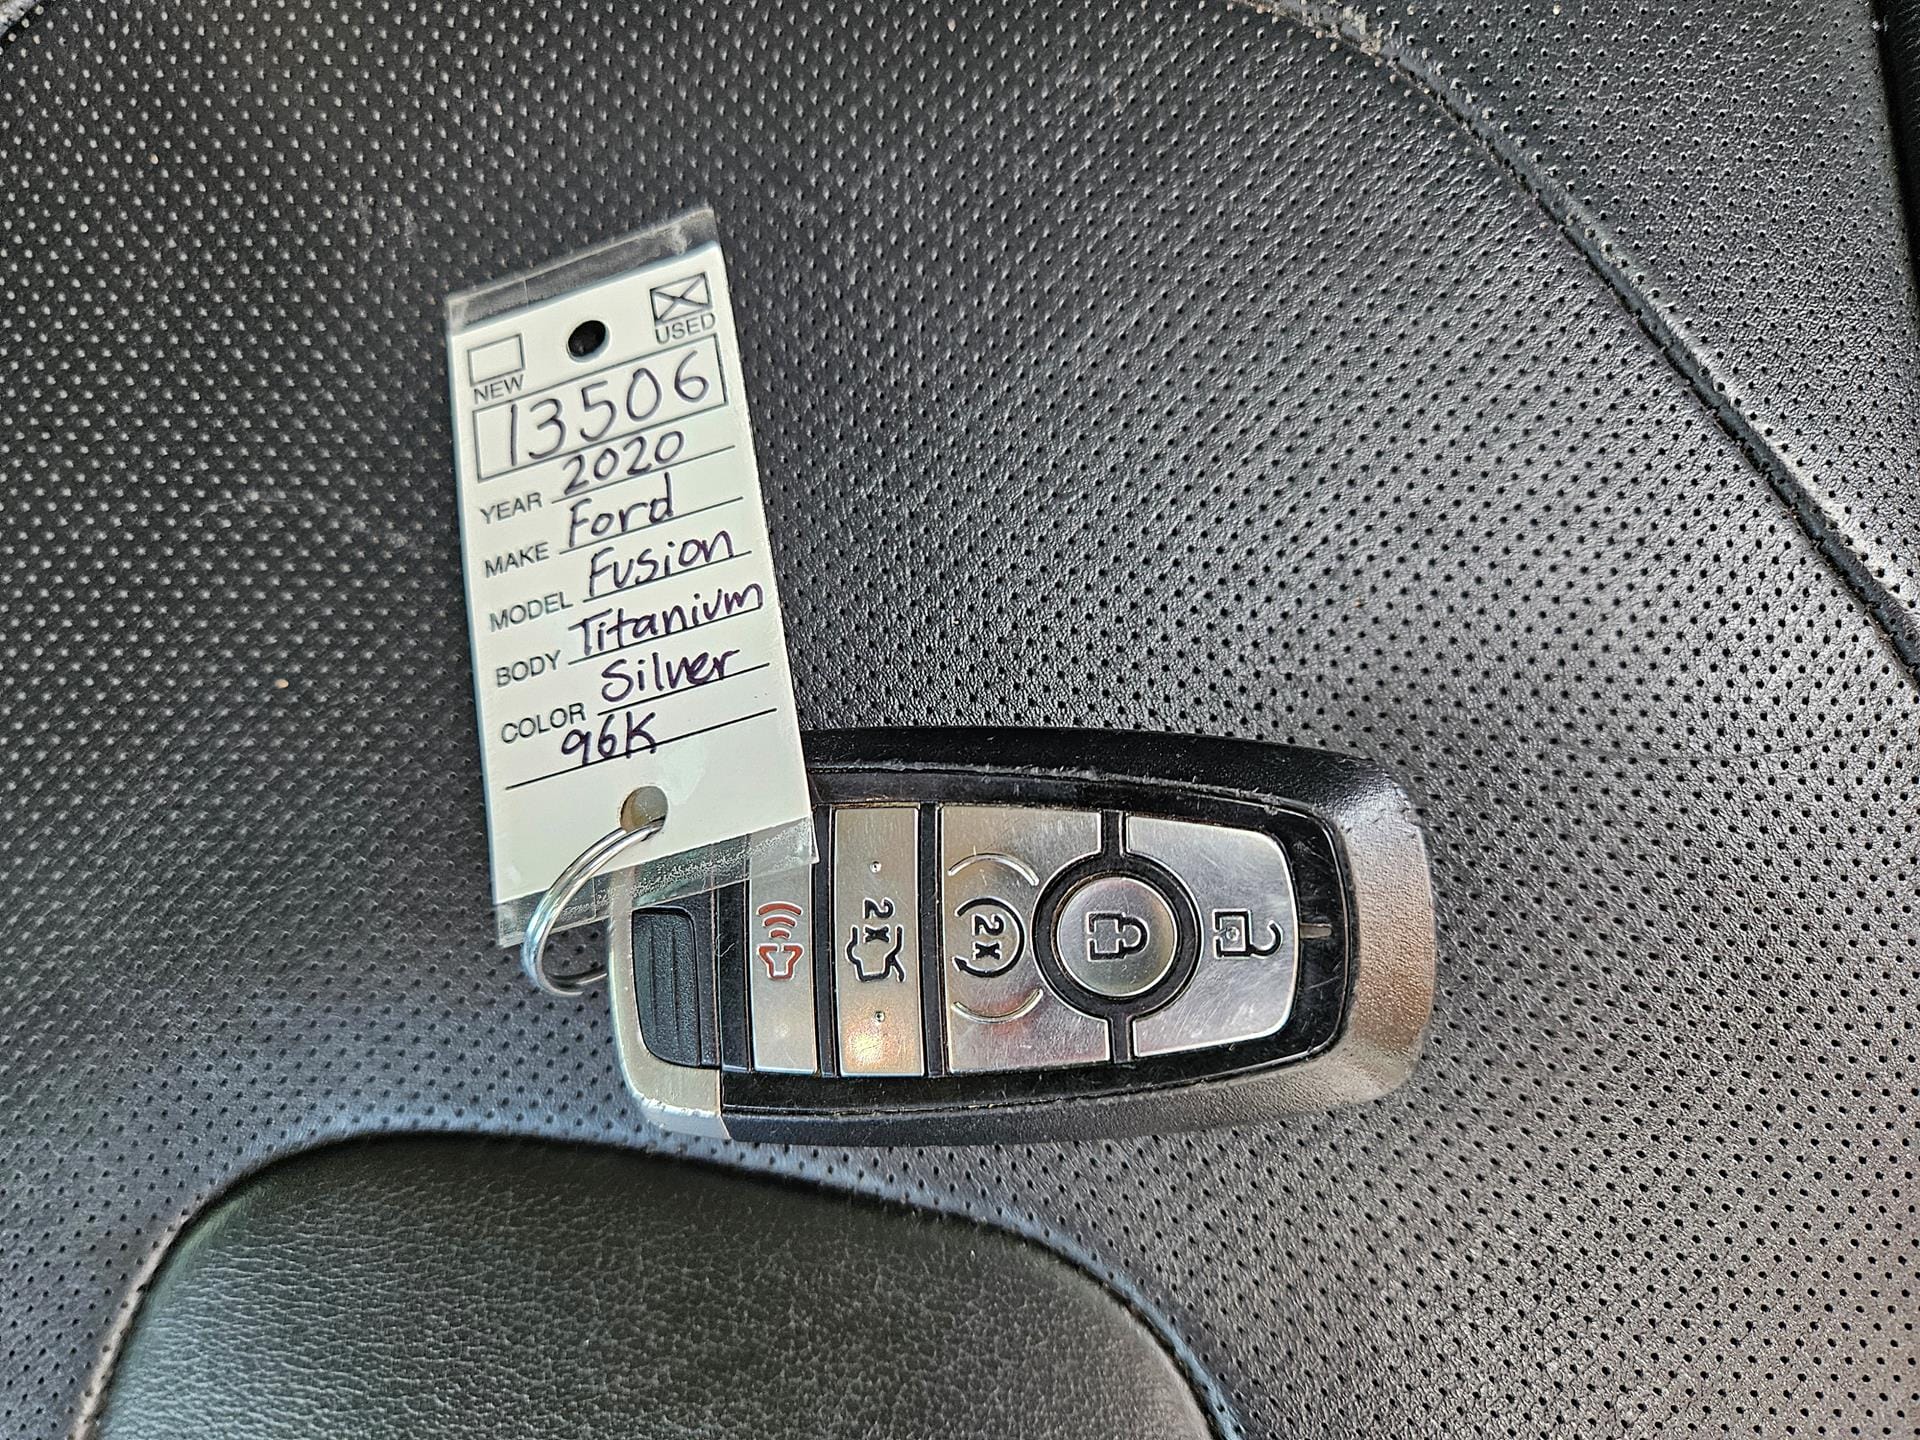 NEW USED
13506
YEAR 2020
MAKE Ford
MODEL Fusion
BODY Titanium
COLOR Silver
96K
2x
2x